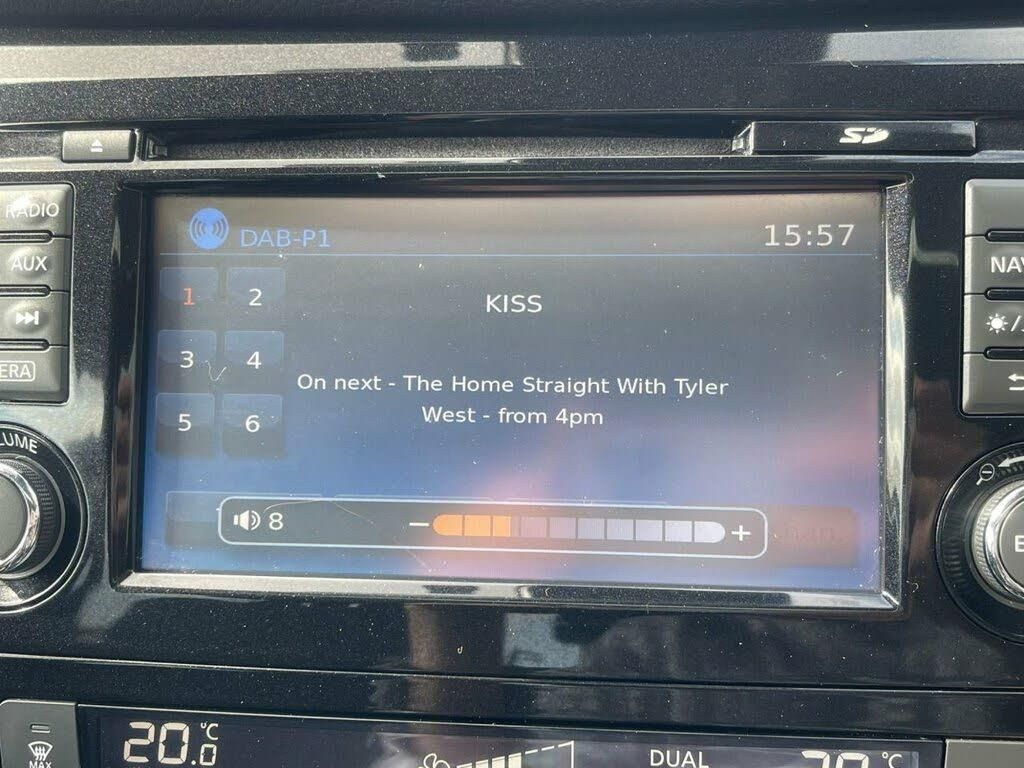 SD
RADIO
DAB-P1
15:57
AUX
NAV
1 2
KISS
3 4
On next - The Home Straight With Tyler
West - from 4pm
5 6
8
- +
20.0 °C
DUAL
°C
MAX